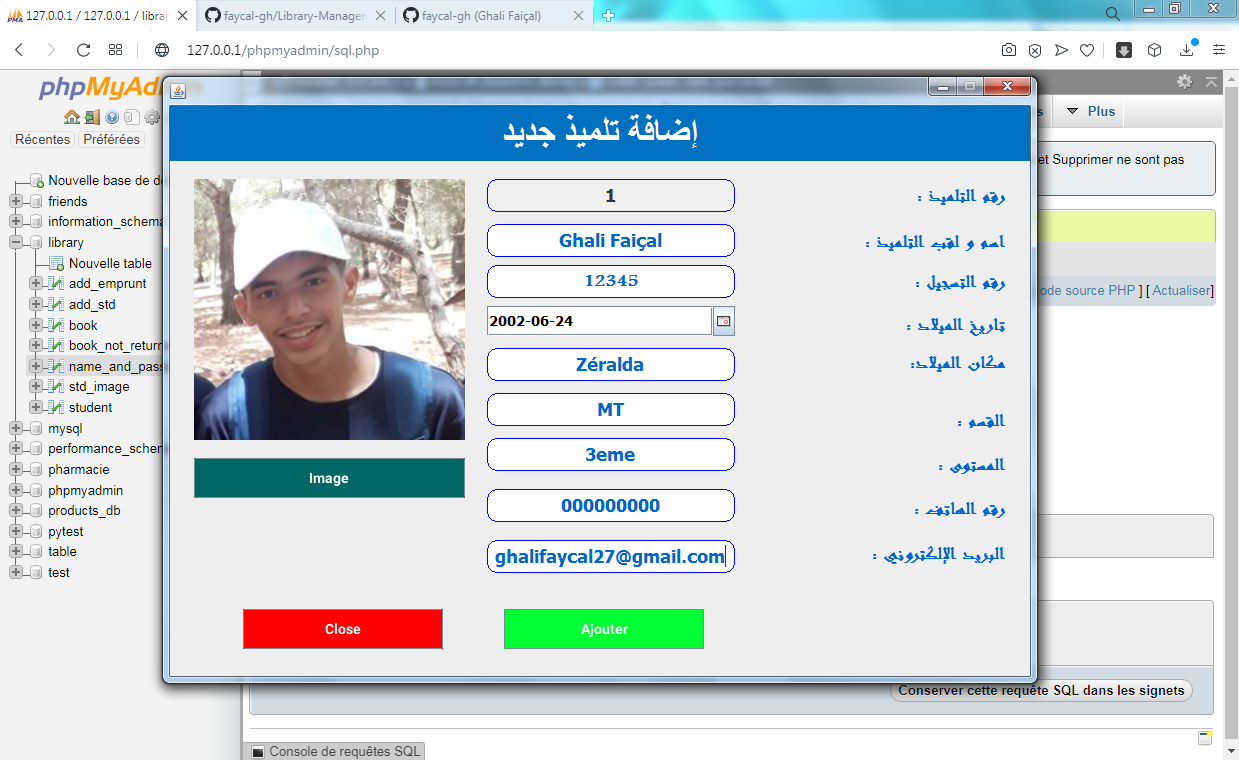 127.0.0.1 / 127.0.0.1 / librar
faycal-gh/Library-Managem
faycal-gh (Ghali Faiçal)
127.0.0.1/phpmyadmin/sql.php
phpMyAdmin
Récentes
Préférées
Nouvelle base de do
friends
information_schema
library
Nouvelle table
add_emprunt
add_std
book
book_not_return
name_and_pass
std_image
student
mysql
performance_schem
pharmacie
phpmyadmin
products_db
pytest
table
test
إضافة تلميذ جديد
1
رقم التلميذ :
Ghali Faiçal
اسم و لقب التلميذ :
12345
رقم التسجيل :
2002-06-24
تاريخ الميلاد :
Zéralda
مكان الميلاد:
MT
القسم :
3eme
المستوى :
000000000
رقم الهاتف :
ghalifaycal27@gmail.com
البريد الإلكتروني :
Image
Close
Ajouter
s
Plus
et Supprimer ne sont pas
ode source PHP ] [ Actualiser]
Conserver cette requête SQL dans les signets
Console de requêtes SQL